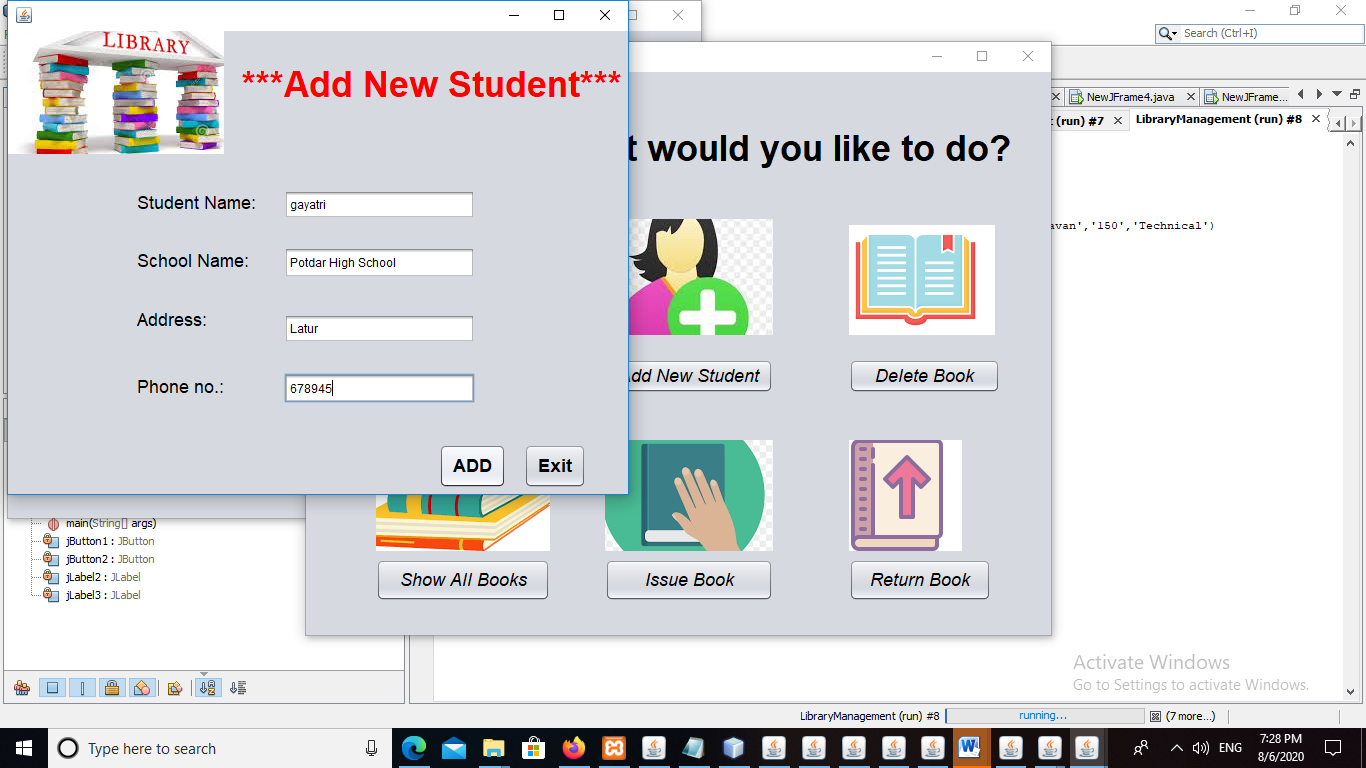 LIBRARY
***Add New Student***
Student Name:
gayatri
School Name:
Potdar High School
Address:
Latur
Phone no.:
678945
ADD
Exit
t would you like to do?
Add New Student
Delete Book
Show All Books
Issue Book
Return Book
Search (Ctrl+I)
NewJFrame4.java
NewJFrame...
t (run) #7
LibraryManagement (run) #8
avan','150','Technical')
main(String[] args)
jButton1 : JButton
jButton2 : JButton
jLabel2 : JLabel
jLabel3 : JLabel
Activate Windows
Go to Settings to activate Windows.
LibraryManagement (run) #8
running...
(7 more...)
Type here to search
ENG
7:28 PM
8/6/2020